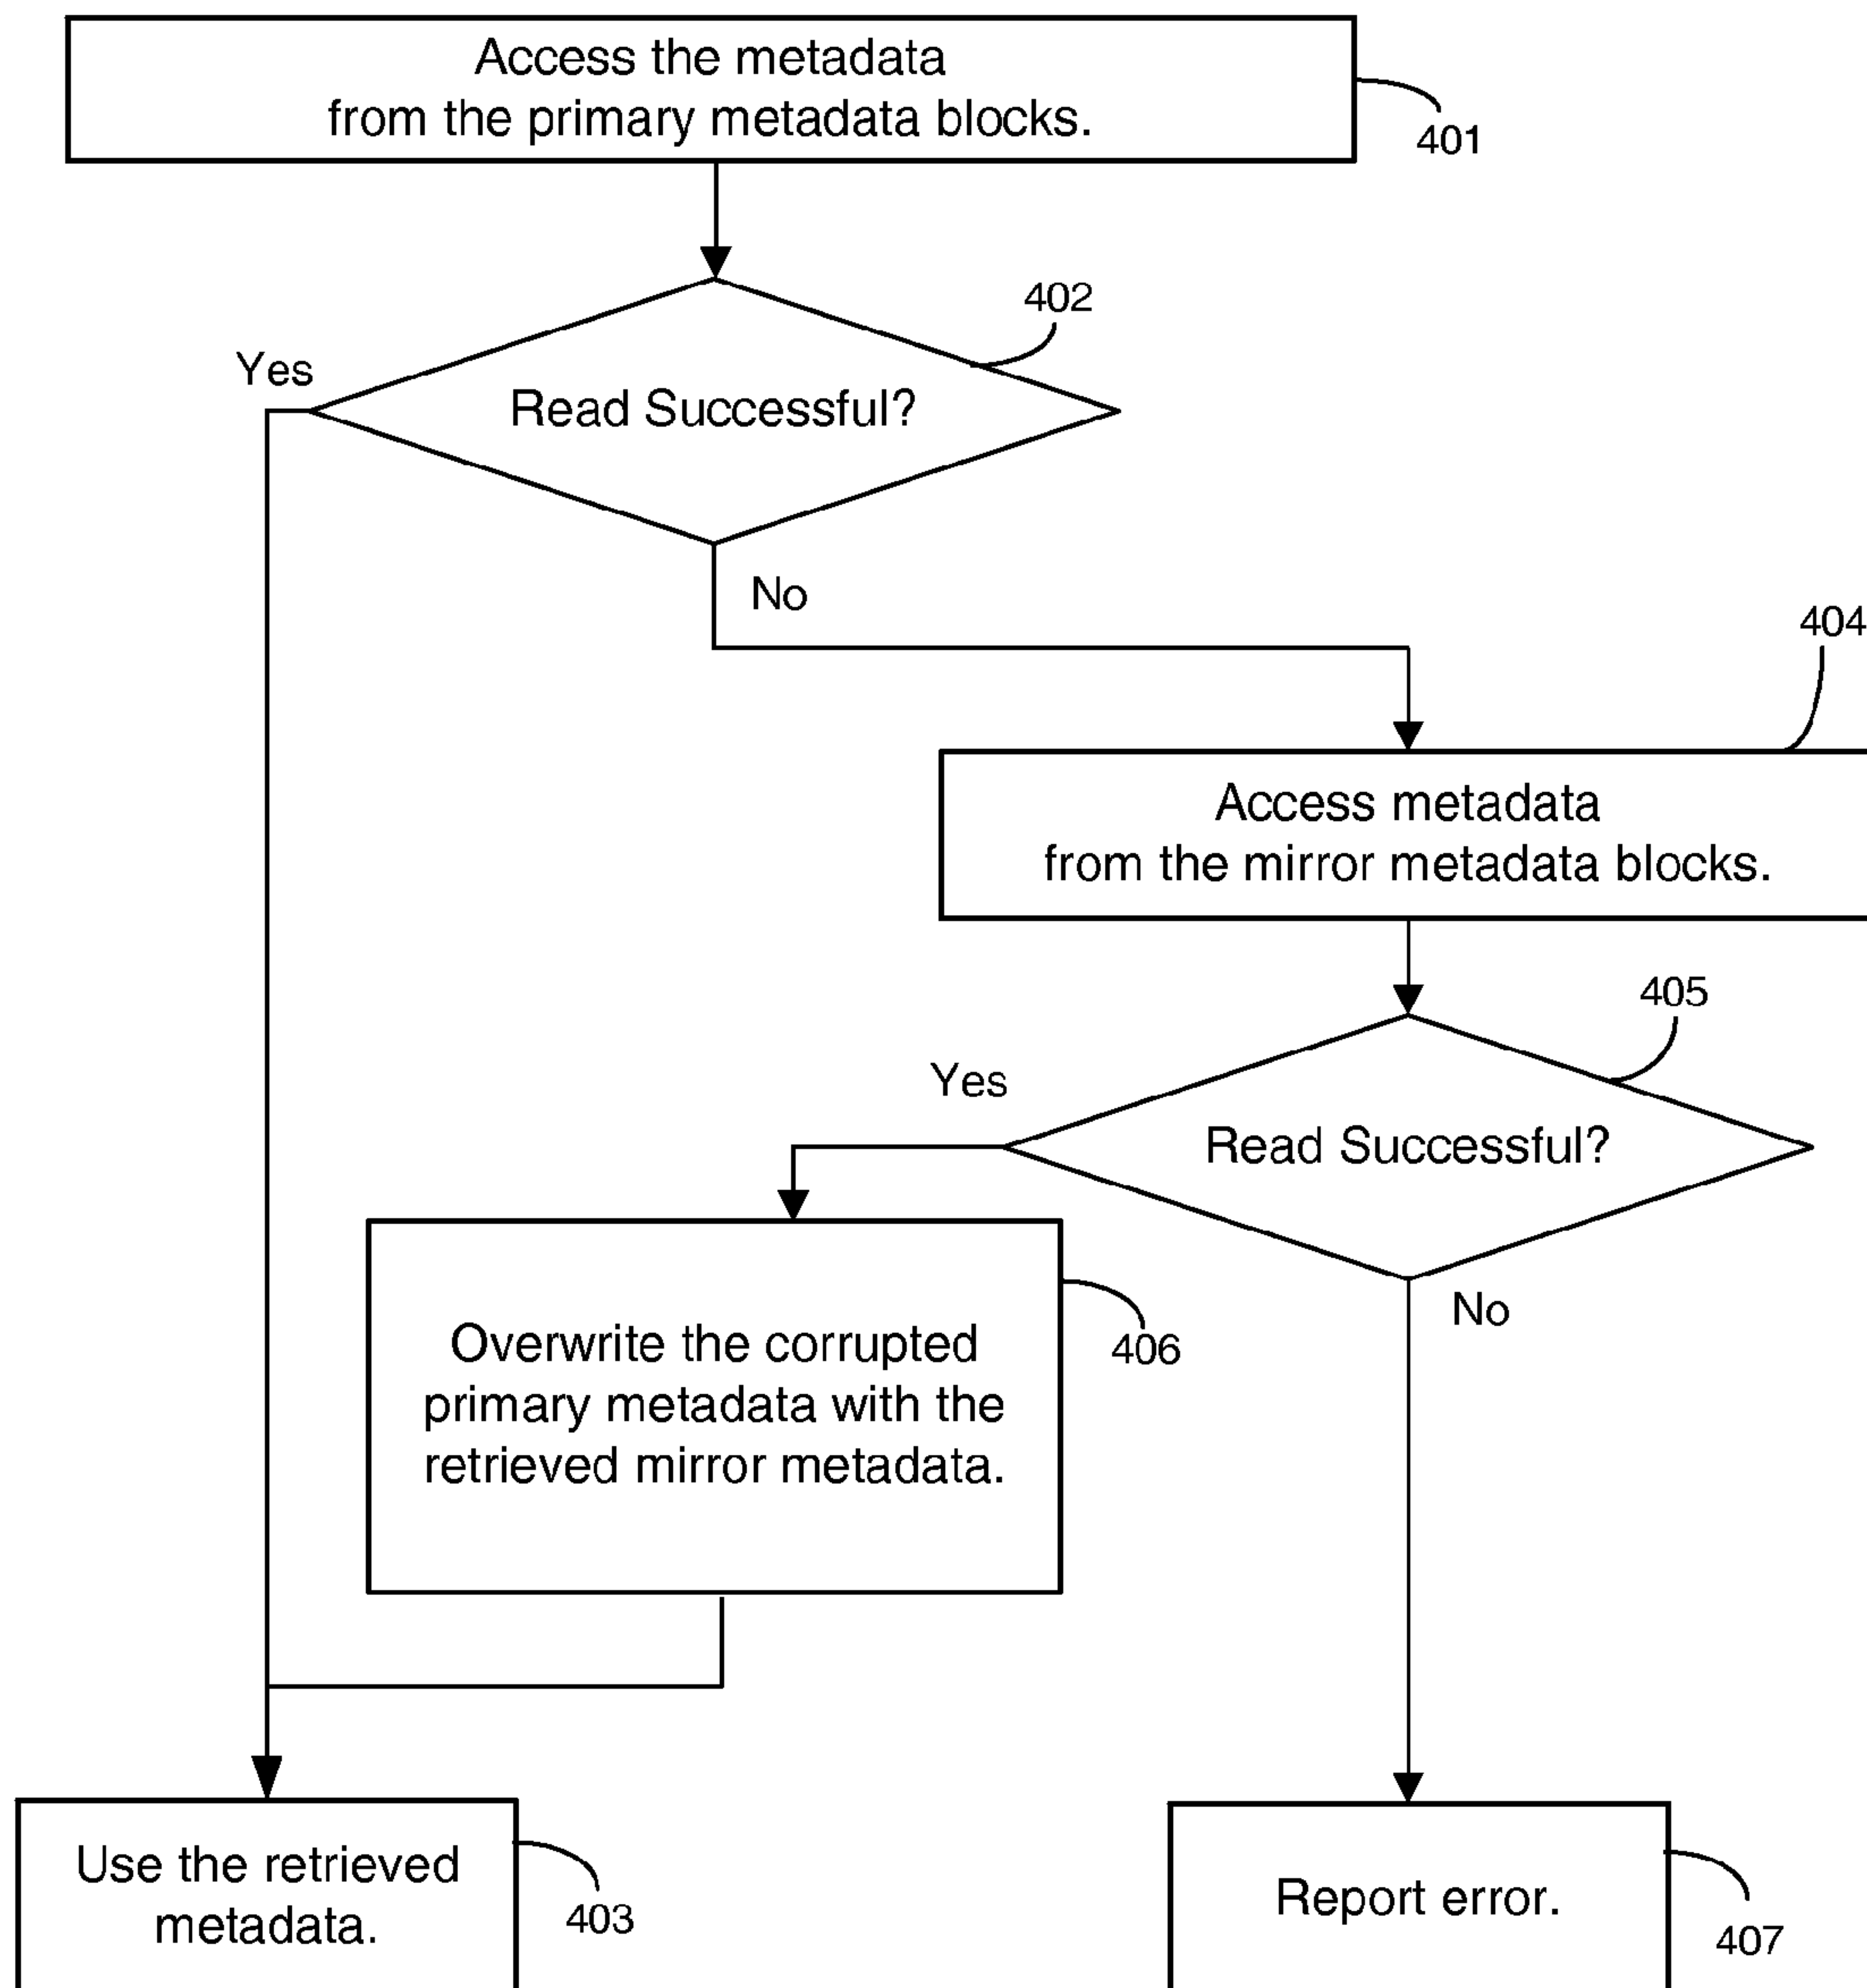 Access the metadata
from the primary metadata blocks.
401
402
Yes
Read Successful?
No
404
Access metadata
from the mirror metadata blocks.
405
Yes
Read Successful?
No
Overwrite the corrupted
primary metadata with the
retrieved mirror metadata.
406
Use the retrieved
metadata.
403
Report error.
407